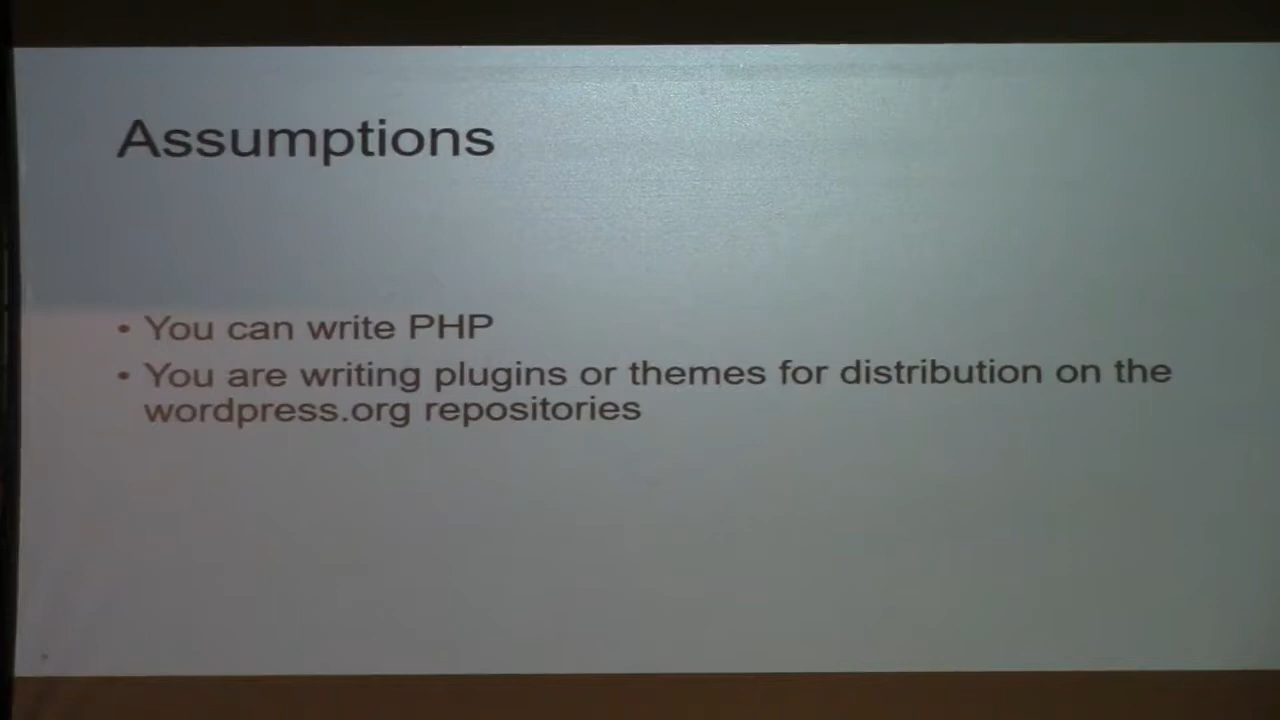 Assumptions
• You can write PHP
• You are writing plugins or themes for distribution on the
wordpress.org repositories